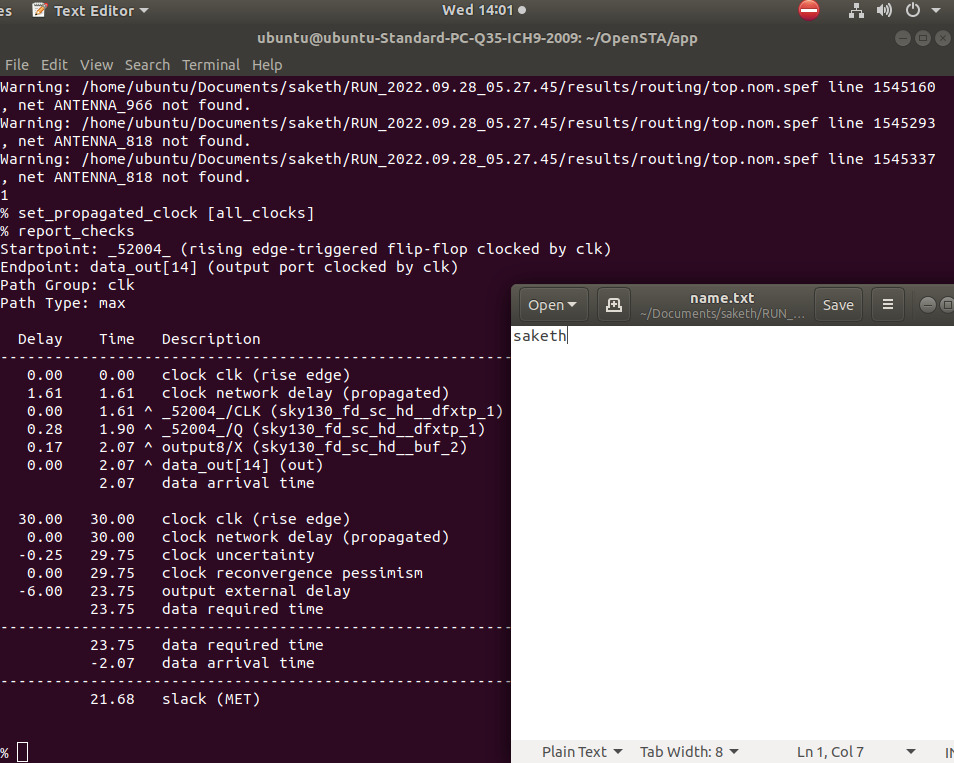 es Text Editor Wed 14:01
ubuntu@ubuntu-Standard-PC-Q35-ICH9-2009: ~/OpenSTA/app
File Edit View Search Terminal Help
Warning: /home/ubuntu/Documents/saketh/RUN_2022.09.28_05.27.45/results/routing/top.nom.spef line 1545160
, net ANTENNA_966 not found.
Warning: /home/ubuntu/Documents/saketh/RUN_2022.09.28_05.27.45/results/routing/top.nom.spef line 1545293
, net ANTENNA_818 not found.
Warning: /home/ubuntu/Documents/saketh/RUN_2022.09.28_05.27.45/results/routing/top.nom.spef line 1545337
, net ANTENNA_818 not found.
1
% set_propagated_clock [all_clocks]
% report_checks
Startpoint: _52004_ (rising edge-triggered flip-flop clocked by clk)
Endpoint: data_out[14] (output port clocked by clk)
Path Group: clk
Path Type: max
Delay Time Description
---------------------------------------------------------
0.00 0.00 clock clk (rise edge)
1.61 1.61 clock network delay (propagated)
0.00 1.61 ^ _52004_/CLK (sky130_fd_sc_hd__dfxtp_1)
0.28 1.90 ^ _52004_/Q (sky130_fd_sc_hd__dfxtp_1)
0.17 2.07 ^ output8/X (sky130_fd_sc_hd__buf_2)
0.00 2.07 ^ data_out[14] (out)
2.07 data arrival time
30.00 30.00 clock clk (rise edge)
0.00 30.00 clock network delay (propagated)
-0.25 29.75 clock uncertainty
0.00 29.75 clock reconvergence pessimism
-6.00 23.75 output external delay
23.75 data required time
---------------------------------------------------------
23.75 data required time
-2.07 data arrival time
---------------------------------------------------------
21.68 slack (MET)
%
Open name.txt Save
~/Documents/saketh/RUN_...
saketh
Plain Text Tab Width: 8 Ln 1, Col 7 IN